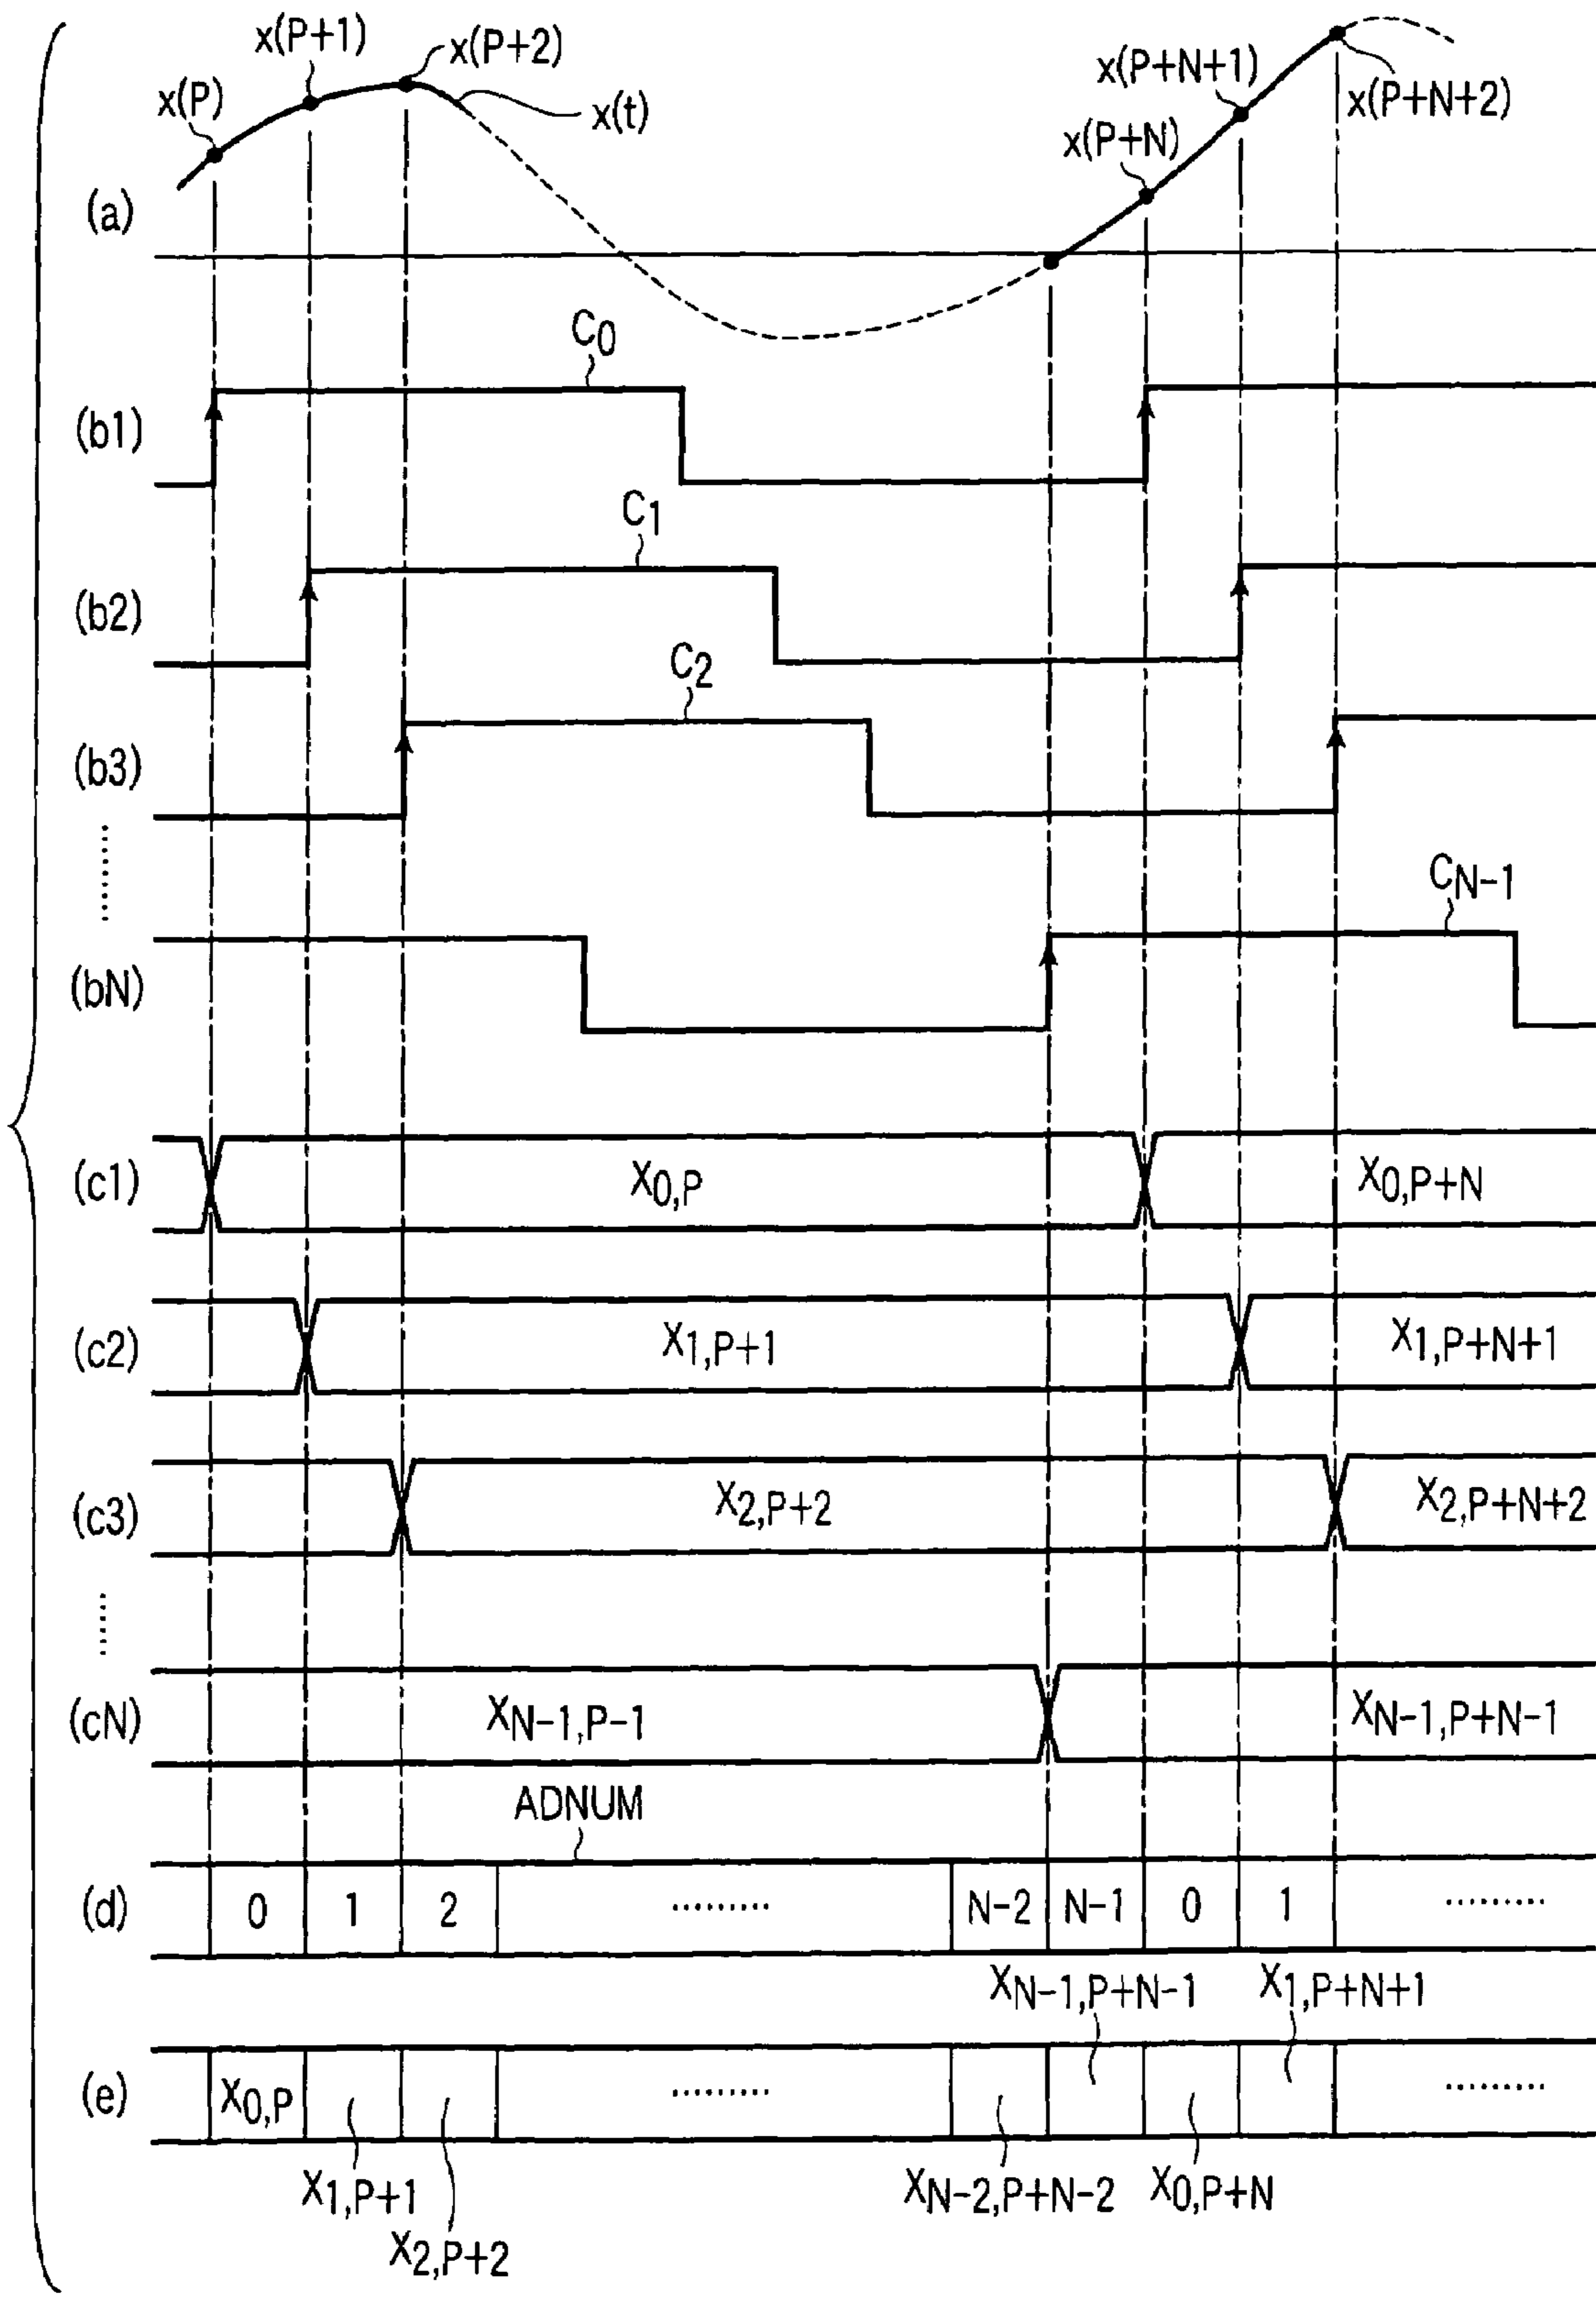 x(P+1)
x(P+2)
x(P)
x(t)
x(P+N+1)
x(P+N+2)
x(P+N)
(a)
C0
(b1)
C1
(b2)
C2
(b3)
........
CN-1
(bN)
(c1) X0,P X0,P+N
(c2) X1,P+1 X1,P+N+1
(c3) X2,P+2 X2,P+N+2
......
(cN) XN-1,P-1 XN-1,P+N-1
ADNUM
(d) 0 1 2 ......... N-2 N-1 0 1 .........
XN-1,P+N-1 X1,P+N+1
(e) X0,P ......... .........
X1,P+1 XN-2,P+N-2 X0,P+N
X2,P+2